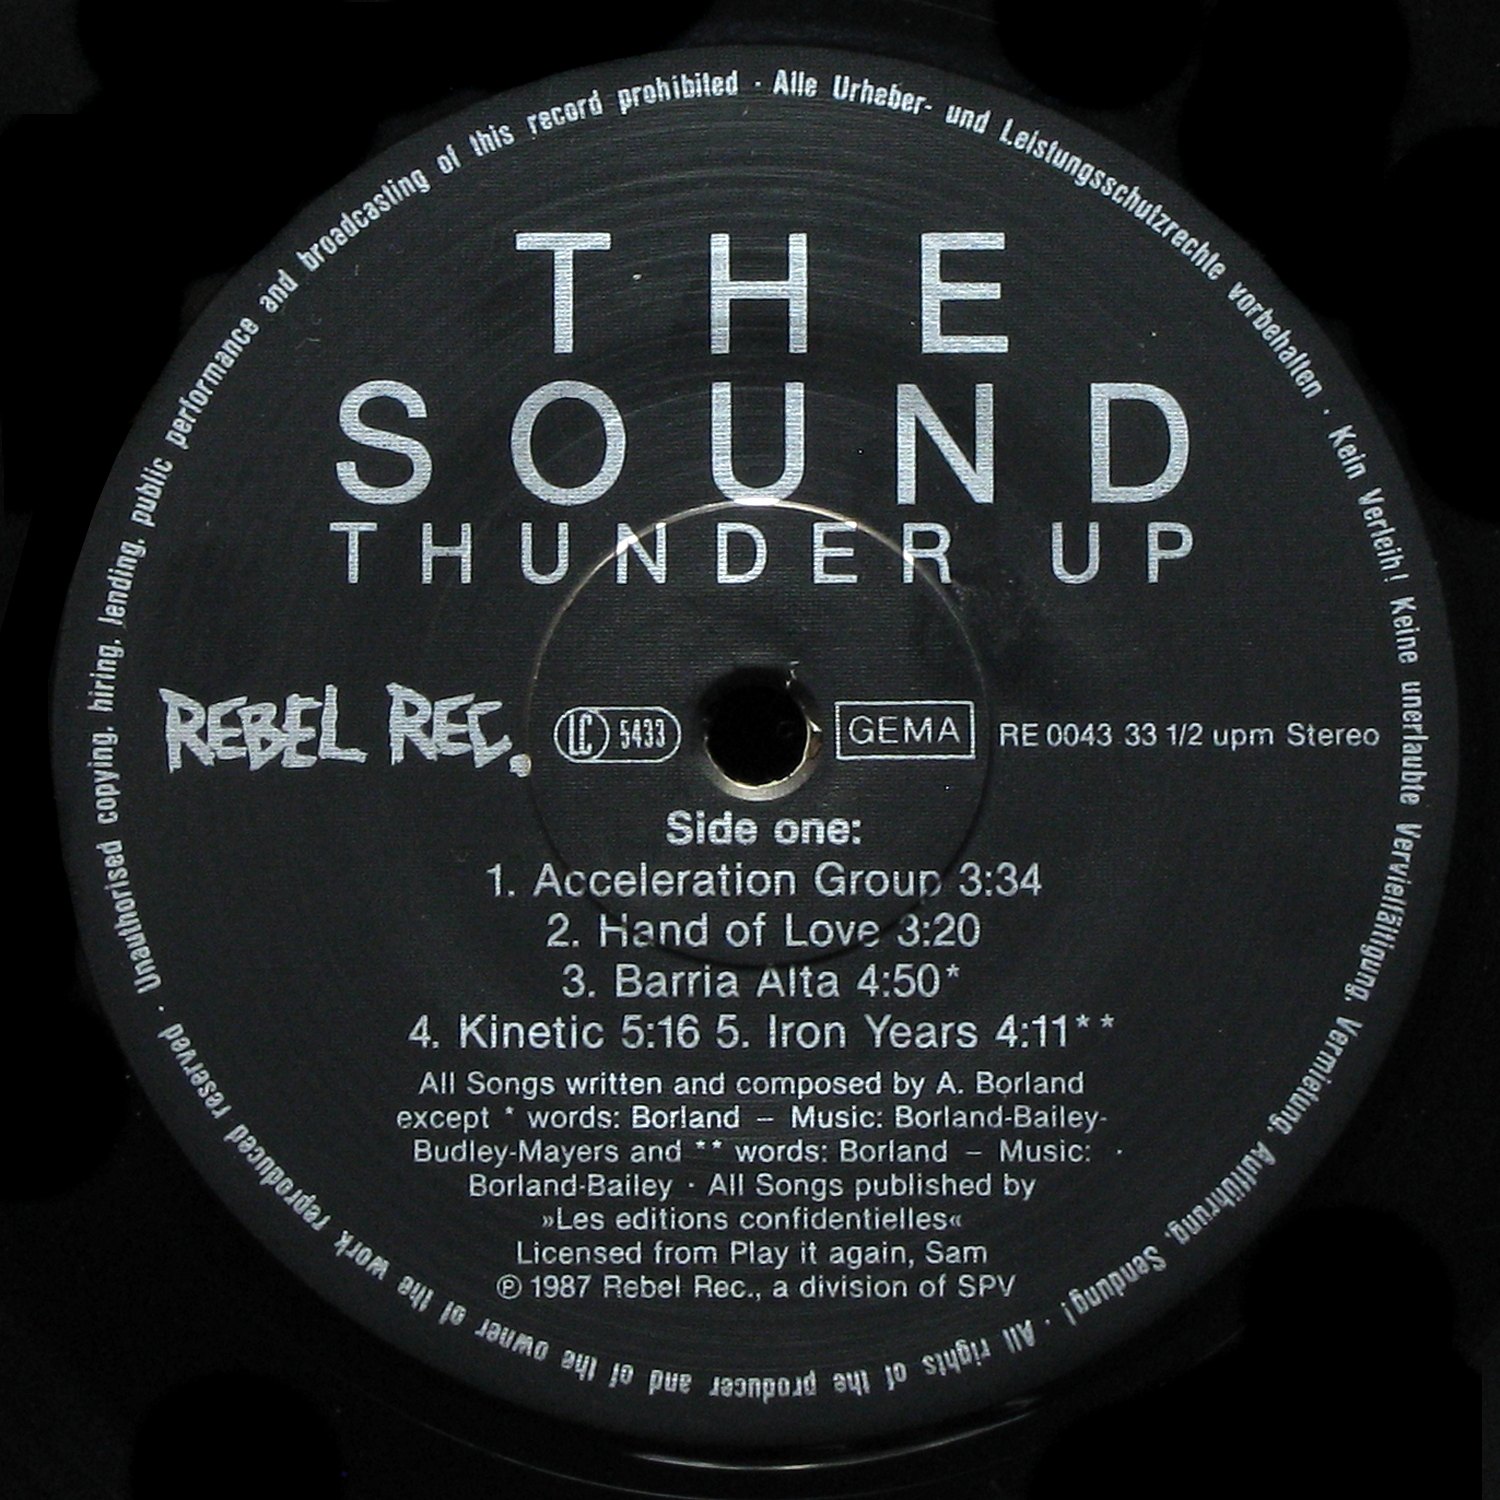 THE
SOUND
THUNDER UP
REBEL REC.
LC 5433
GEMA
RE 0043 33 1/2 upm Stereo
Side one:
1. Acceleration Group 3:34
2. Hand of Love 3:20
3. Barria Alta 4:50*
4. Kinetic 5:16 5. Iron Years 4:11**
All Songs written and composed by A. Borland
except * words: Borland – Music: Borland-Bailey-
Budley-Mayers and ** words: Borland – Music:
Borland-Bailey · All Songs published by
»Les editions confidentielles«
Licensed from Play it again, Sam
℗ 1987 Rebel Rec., a division of SPV
Unauthorised copying, hiring, lending, public performance and broadcasting of this record prohibited · Alle Urheber- und Leistungsschutzrechte vorbehalten · Kein Verleih! Keine unerlaubte Vervielfältigung, Vermietung, Aufführung, Sendung! · All rights of the producer and of the owner of the work reproduced reserved ·